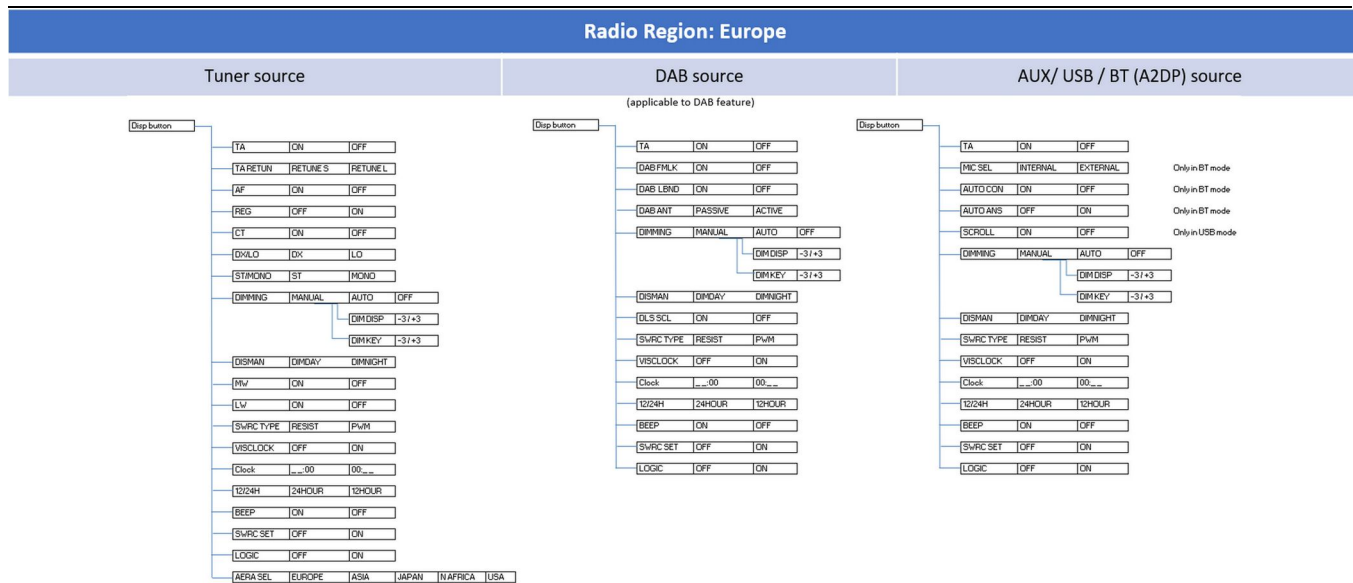 Radio Region: Europe
Tuner source
DAB source
AUX/ USB / BT (A2DP) source
(applicable to DAB feature)
Disp button
TA ON OFF
TA RETUN RETUNE S RETUNE L
AF ON OFF
REG OFF ON
CT ON OFF
DX/LO DX LO
ST/MONO ST MONO
DIMMING MANUAL AUTO OFF
DIM DISP -3 / +3
DIM KEY -3 / +3
DISMAN DIMDAY DIMNIGHT
MW ON OFF
LW ON OFF
SWRC TYPE RESIST PWM
VISCLOCK OFF ON
Clock _ _:00 00:_ _
12/24H 24HOUR 12HOUR
BEEP ON OFF
SWRC SET OFF ON
LOGIC OFF ON
AERA SEL EUROPE ASIA JAPAN N AFRICA USA
Disp button
TA ON OFF
DAB FMLK ON OFF
DAB LBND ON OFF
DAB ANT PASSIVE ACTIVE
DIMMING MANUAL AUTO OFF
DIM DISP -3 / +3
DIM KEY -3 / +3
DISMAN DIMDAY DIMNIGHT
DLS SCL ON OFF
SWRC TYPE RESIST PWM
VISCLOCK OFF ON
Clock _ _:00 00:_ _
12/24H 24HOUR 12HOUR
BEEP ON OFF
SWRC SET OFF ON
LOGIC OFF ON
Disp button
TA ON OFF
MIC SEL INTERNAL EXTERNAL Only in BT mode
AUTO CON ON OFF Only in BT mode
AUTO ANS OFF ON Only in BT mode
SCROLL ON OFF Only in USB mode
DIMMING MANUAL AUTO OFF
DIM DISP -3 / +3
DIM KEY -3 / +3
DISMAN DIMDAY DIMNIGHT
SWRC TYPE RESIST PWM
VISCLOCK OFF ON
Clock _ _:00 00:_ _
12/24H 24HOUR 12HOUR
BEEP ON OFF
SWRC SET OFF ON
LOGIC OFF ON